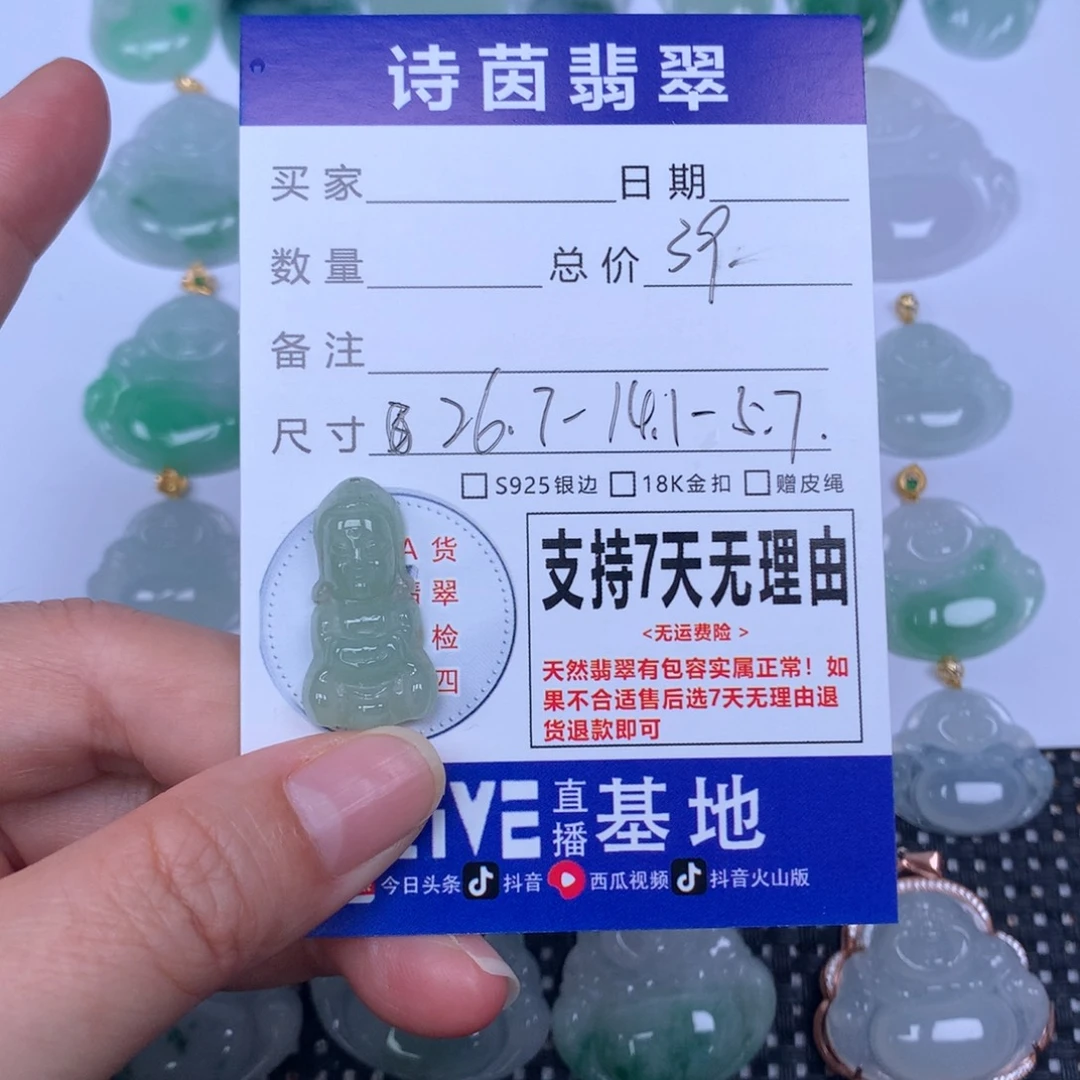 诗茵翡翠
买家 日期
数量 总价 39-
备注
尺寸 26.7-14.1-5.7.
S925银边 18K金扣 赠皮绳
A 货
翠
检
四
支持7天无理由
<无运费险>
天然翡翠有包容实属正常！如
果不合适售后选7天无理由退
货退款即可
LIVE 直播 基地
今日头条 抖音 西瓜视频 抖音火山版